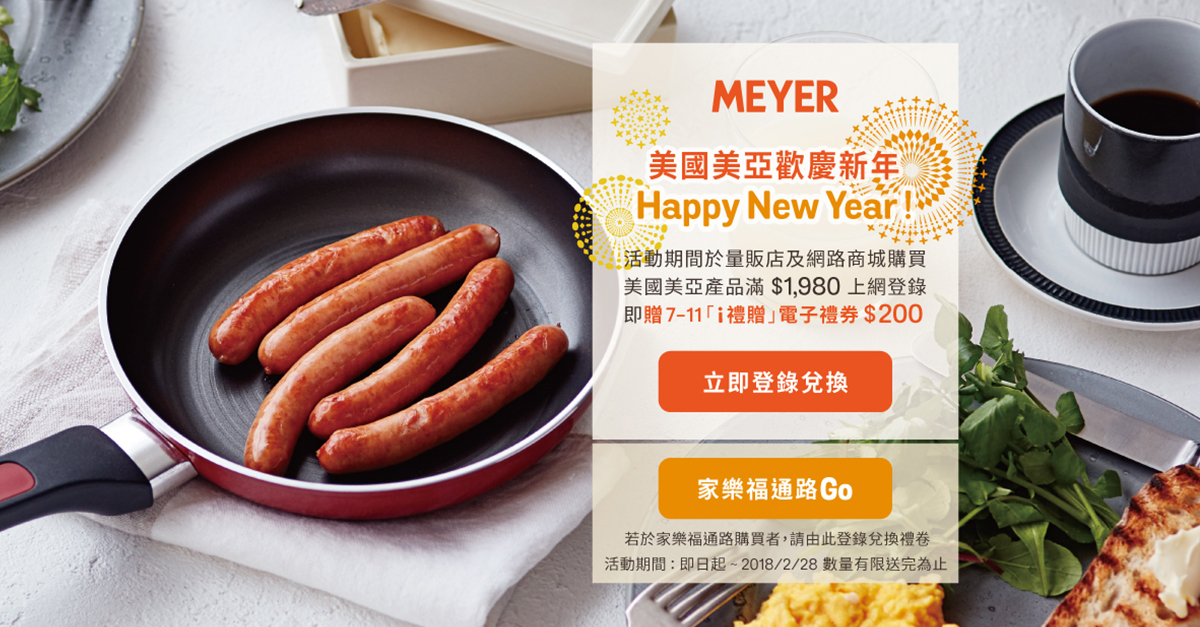 MEYER
美國美亞歡慶新年
Happy New Year!
活動期間於量販店及網路商城購買
美國美亞產品滿 $1,980 上網登錄
即贈7-11「i禮贈」電子禮券$200
立即登錄兌換
家樂福通路Go
若於家樂福通路購買者,請由此登錄兌換禮卷
活動期間:即日起 ~ 2018/2/28 數量有限送完為止